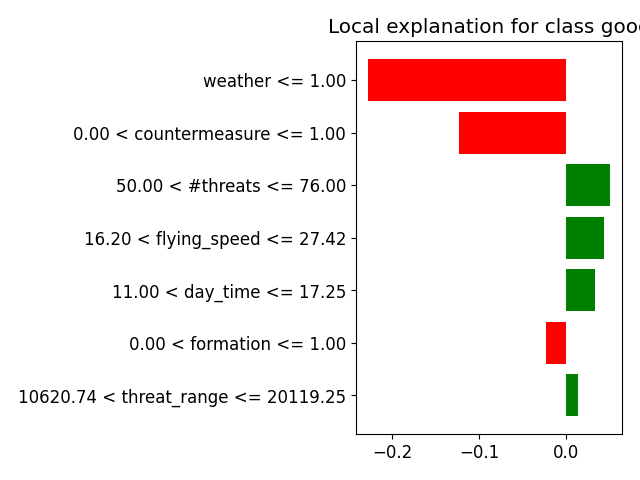 Local explanation for class goo
weather <= 1.00
0.00 < countermeasure <= 1.00
50.00 < #threats <= 76.00
16.20 < flying_speed <= 27.42
11.00 < day_time <= 17.25
0.00 < formation <= 1.00
10620.74 < threat_range <= 20119.25
−0.2 −0.1 0.0